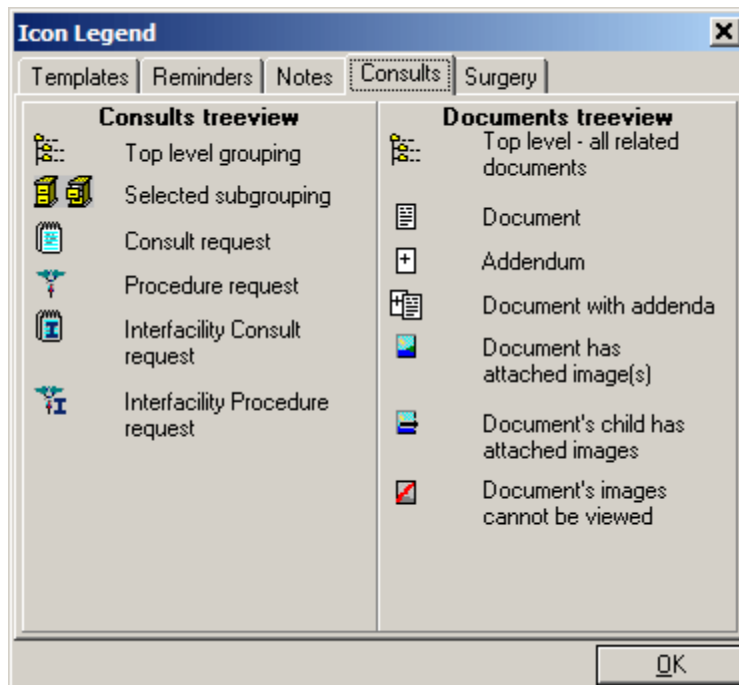 Icon Legend
Templates
Reminders
Notes
Consults
Surgery
Consults treeview
Top level grouping
Selected subgrouping
Consult request
Procedure request
Interfacility Consult
request
Interfacility Procedure
request
Documents treeview
Top level - all related
documents
Document
Addendum
Document with addenda
Document has
attached image(s)
Document's child has
attached images
Document's images
cannot be viewed
OK